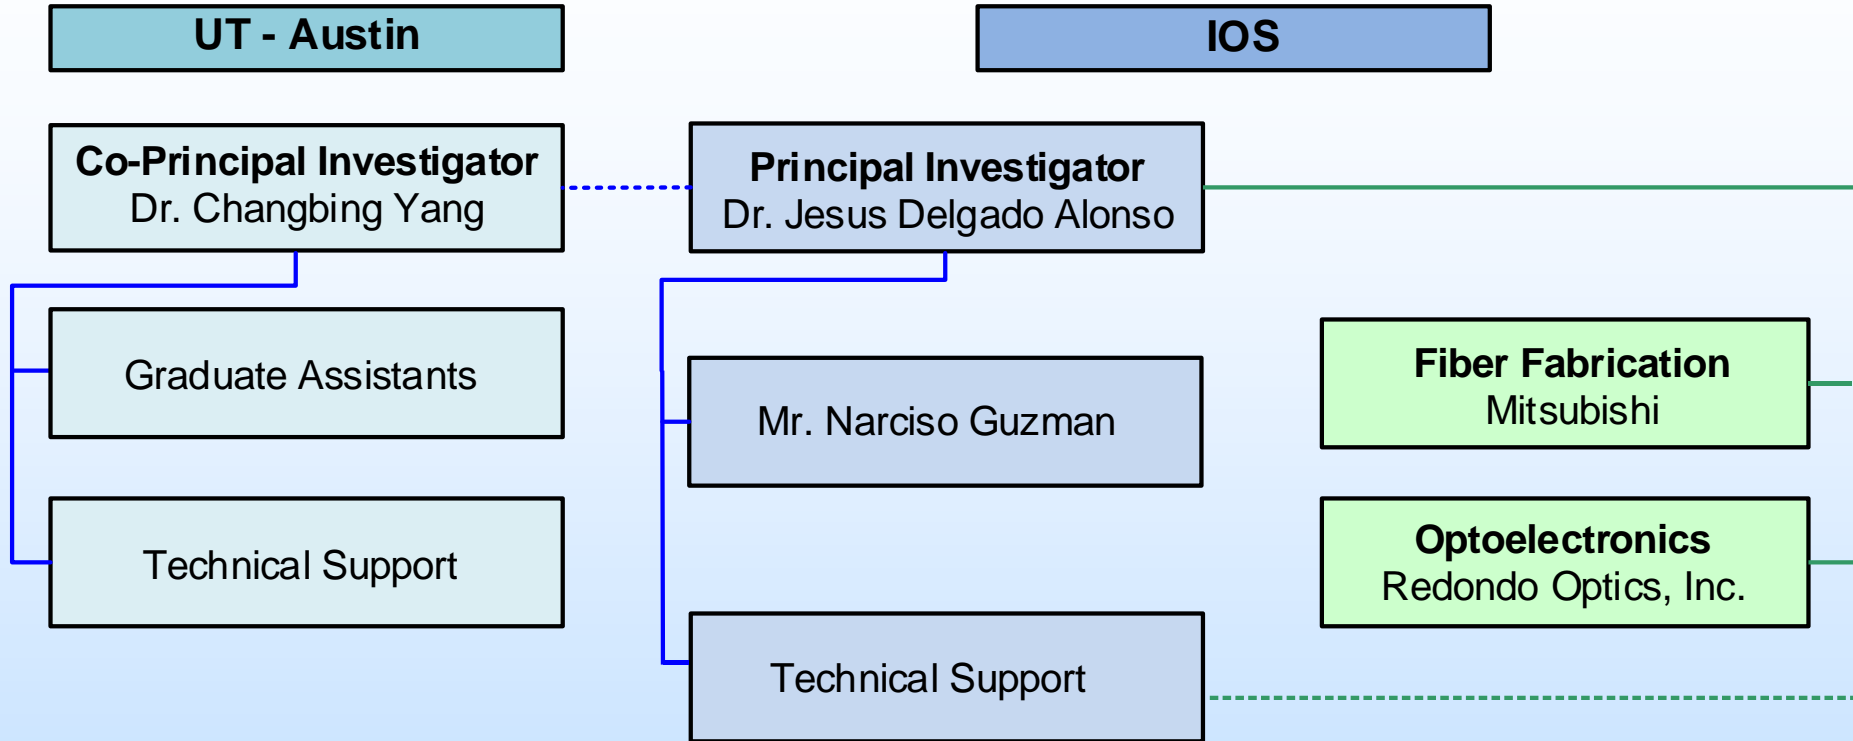 UT - Austin
IOS
Co-Principal Investigator
Dr. Changbing Yang
Principal Investigator
Dr. Jesus Delgado Alonso
Graduate Assistants
Mr. Narciso Guzman
Fiber Fabrication
Mitsubishi
Technical Support
Optoelectronics
Redondo Optics, Inc.
Technical Support